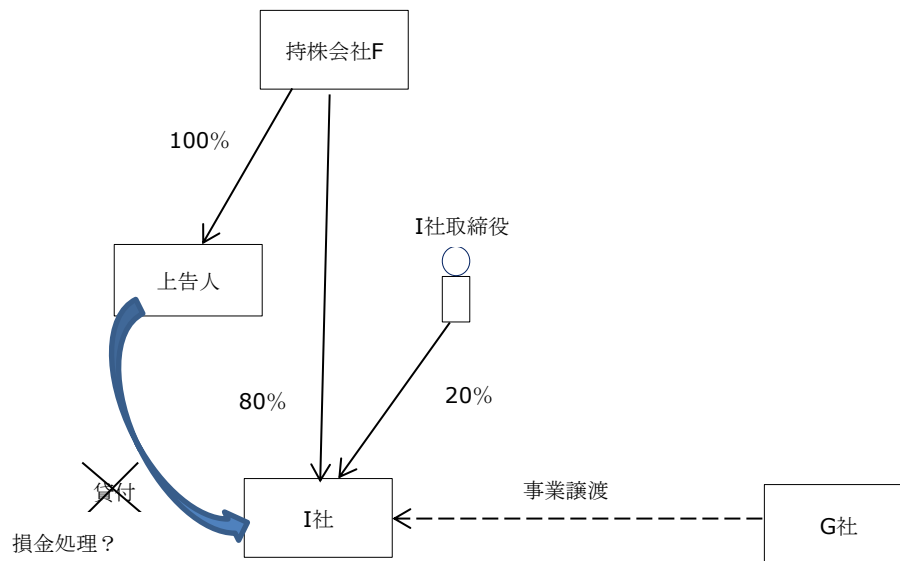 持株会社F
100%
I社取締役
上告人
80%
20%
貸付
事業譲渡
I社
G社
損金処理？